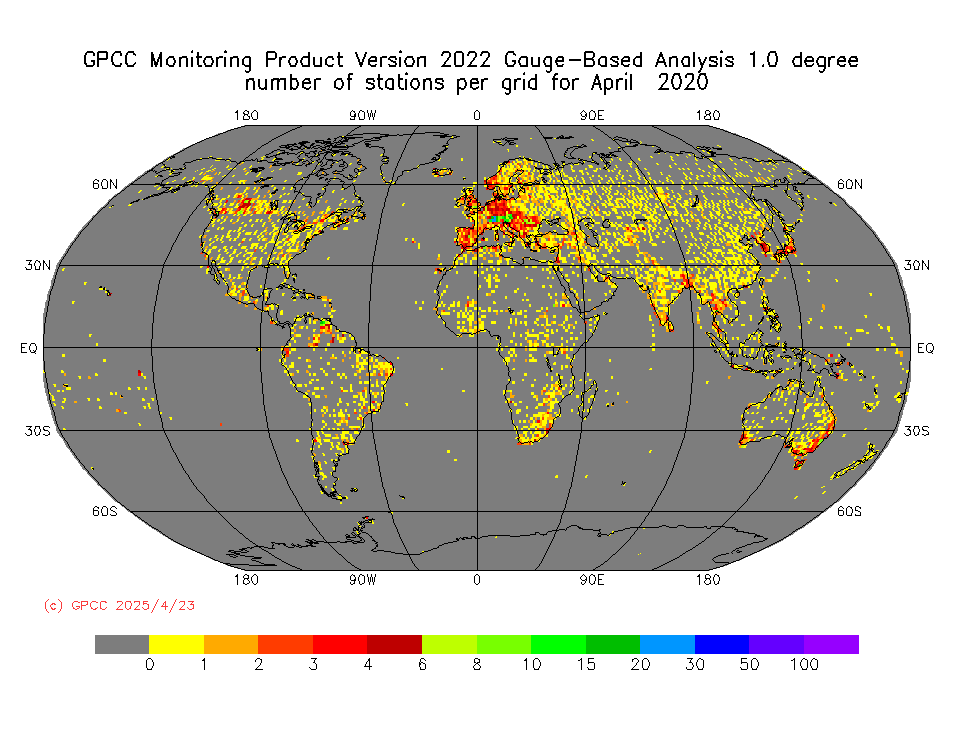 GPCC Monitoring Product Version 2022 Gauge-Based Analysis 1.0 degree
number of stations per grid for April 2020
180 90W 0 90E 180
60N 60N
30N 30N
EQ EQ
30S 30S
60S 60S
180 90W 0 90E 180
(c) GPCC 2025/4/23
0 1 2 3 4 6 8 10 15 20 30 50 100